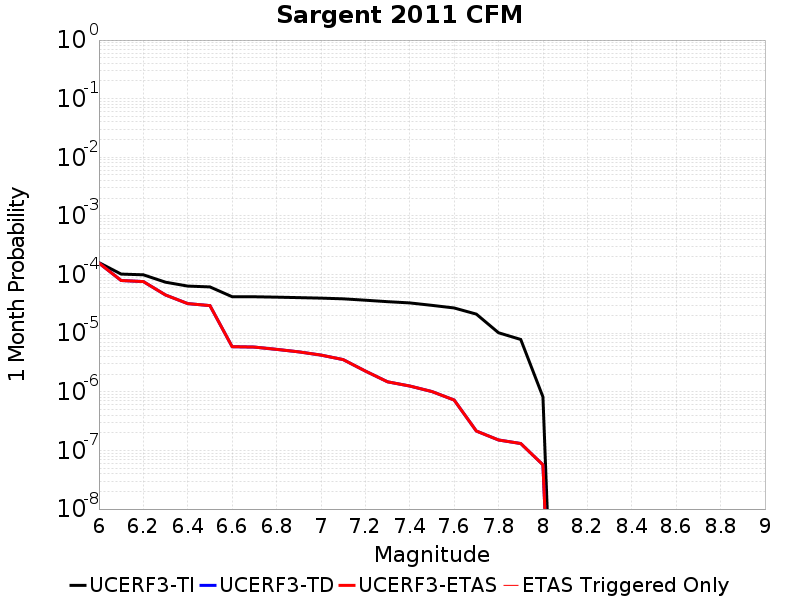 Sargent 2011 CFM
10^0
10^-1
10^-2
10^-3
10^-4
10^-5
10^-6
10^-7
10^-8
1 Month Probability
6 6.2 6.4 6.6 6.8 7 7.2 7.4 7.6 7.8 8 8.2 8.4 8.6 8.8 9
Magnitude
UCERF3-TI UCERF3-TD UCERF3-ETAS ETAS Triggered Only